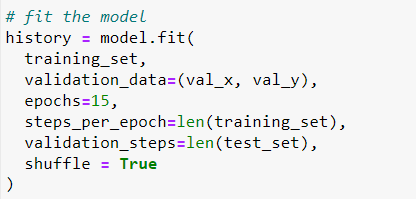 # fit the model
history = model.fit(
  training_set,
  validation_data=(val_x, val_y),
  epochs=15,
  steps_per_epoch=len(training_set),
  validation_steps=len(test_set),
  shuffle = True
)